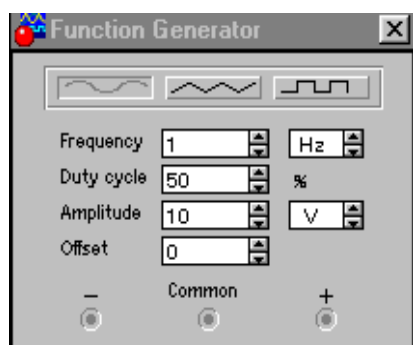 Function Generator
Frequency 1 Hz
Duty cycle 50 %
Amplitude 10 V
Offset 0
− Common +